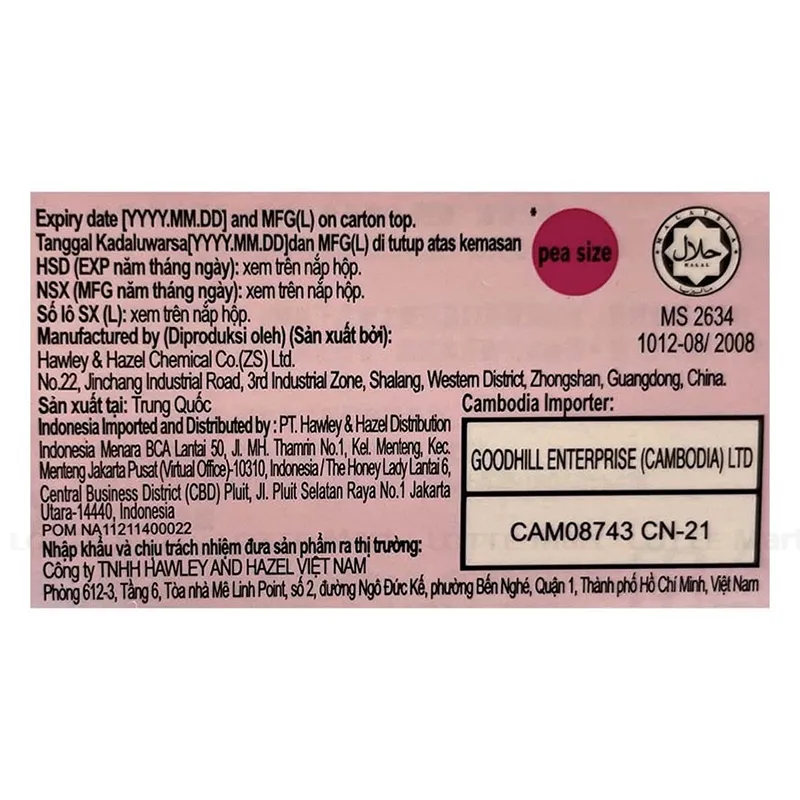 Expiry date [YYYY.MM.DD] and MFG(L) on carton top.
Tanggal Kadaluwarsa[YYYY.MM.DD]dan MFG(L) di tutup atas kemasan
HSD (EXP năm tháng ngày): xem trên nắp hộp.
NSX (MFG năm tháng ngày): xem trên nắp hộp.
Số lô SX (L): xem trên nắp hộp.
*
pea size
MALAYSIA
حلال
HALAL
ماليزيا
MS 2634
1012-08/ 2008
Manufactured by (Diproduksi oleh) (Sản xuất bởi):
Hawley & Hazel Chemical Co.(ZS) Ltd.
No.22, Jinchang Industrial Road, 3rd Industrial Zone, Shalang, Western District, Zhongshan, Guangdong, China.
Sản xuất tại: Trung Quốc
Indonesia Imported and Distributed by : PT. Hawley & Hazel Distribution
Indonesia Menara BCA Lantai 50, Jl. MH. Thamrin No.1, Kel. Menteng, Kec.
Menteng Jakarta Pusat (Virtual Office)-10310, Indonesia / The Honey Lady Lantai 6,
Central Business District (CBD) Pluit, Jl. Pluit Selatan Raya No.1 Jakarta
Utara-14440, Indonesia
POM NA11211400022
Cambodia Importer:
GOODHILL ENTERPRISE (CAMBODIA) LTD
CAM08743 CN-21
Nhập khẩu và chịu trách nhiệm đưa sản phẩm ra thị trường:
Công ty TNHH HAWLEY AND HAZEL VIỆT NAM
Phòng 612-3, Tầng 6, Tòa nhà Mê Linh Point, số 2, đường Ngô Đức Kế, phường Bến Nghé, Quận 1, Thành phố Hồ Chí Minh, Việt Nam